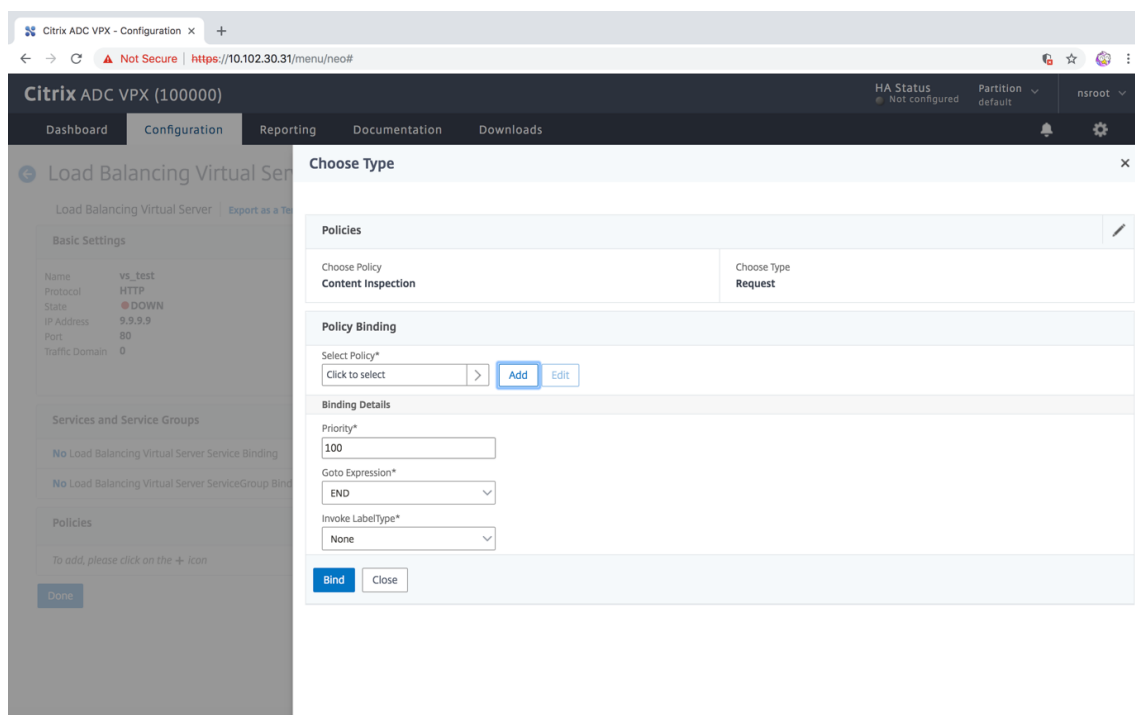 Citrix ADC VPX - Configuration × +
Not Secure | https://10.102.30.31/menu/neo#
Citrix ADC VPX (100000)
HA Status
Not configured
Partition
default
nsroot
Dashboard Configuration Reporting Documentation Downloads
Load Balancing Virtual Ser
Load Balancing Virtual Server | Export as a Te
Basic Settings
Name vs_test
Protocol HTTP
State DOWN
IP Address 9.9.9.9
Port 80
Traffic Domain 0
Services and Service Groups
No Load Balancing Virtual Server Service Binding
No Load Balancing Virtual Server ServiceGroup Bind
Policies
To add, please click on the + icon
Done
Choose Type ×
Policies
Choose Policy
Content Inspection
Choose Type
Request
Policy Binding
Select Policy*
Click to select > Add Edit
Binding Details
Priority*
100
Goto Expression*
END
Invoke LabelType*
None
Bind Close